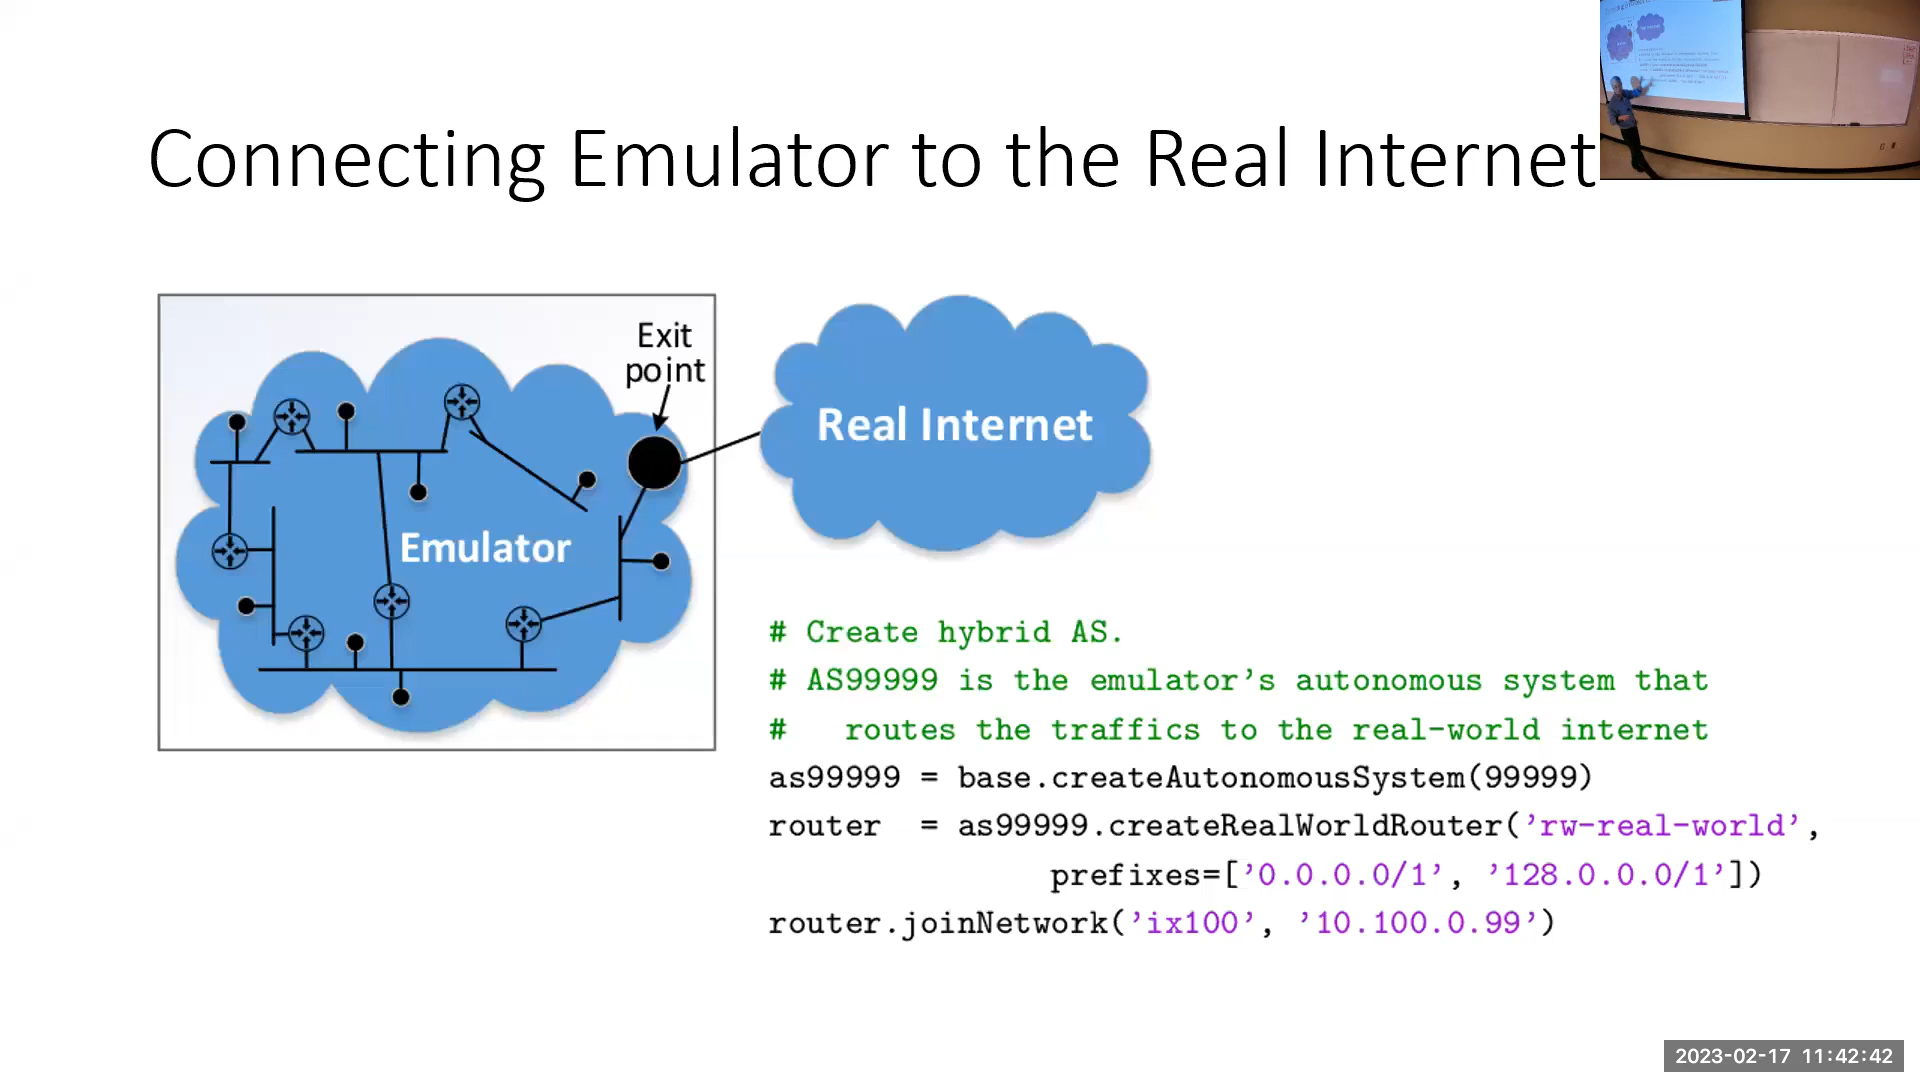 Connecting Emulator to the Real Internet
Exit
point
Real Internet
Emulator
# Create hybrid AS.
# AS99999 is the emulator’s autonomous system that
#   routes the traffics to the real-world internet
as99999 = base.createAutonomousSystem(99999)
router  = as99999.createRealWorldRouter(’rw-real-world’,
prefixes=[’0.0.0.0/1’, ’128.0.0.0/1’])
router.joinNetwork(’ix100’, ’10.100.0.99’)
2023-02-17 11:42:42